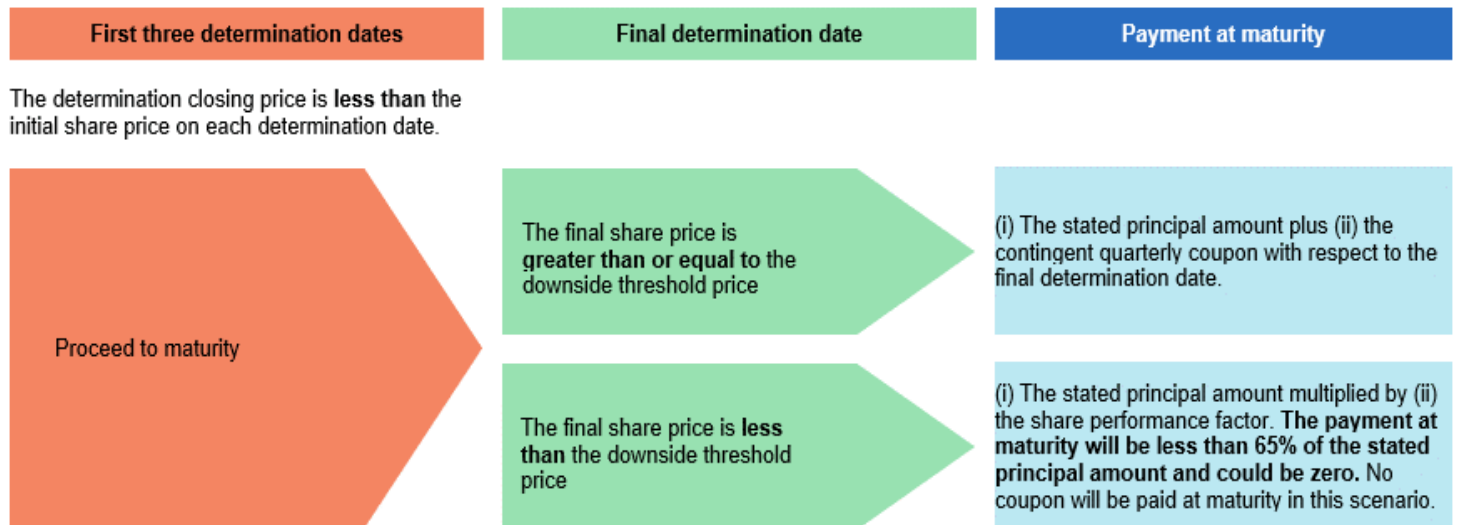 First three determination dates
Final determination date
Payment at maturity
The determination closing price is less than the
initial share price on each determination date.
Proceed to maturity
The final share price is
greater than or equal to the
downside threshold price
(i) The stated principal amount plus (ii) the
contingent quarterly coupon with respect to the
final determination date.
The final share price is less
than the downside threshold
price
(i) The stated principal amount multiplied by (ii)
the share performance factor. The payment at
maturity will be less than 65% of the stated
principal amount and could be zero. No
coupon will be paid at maturity in this scenario.